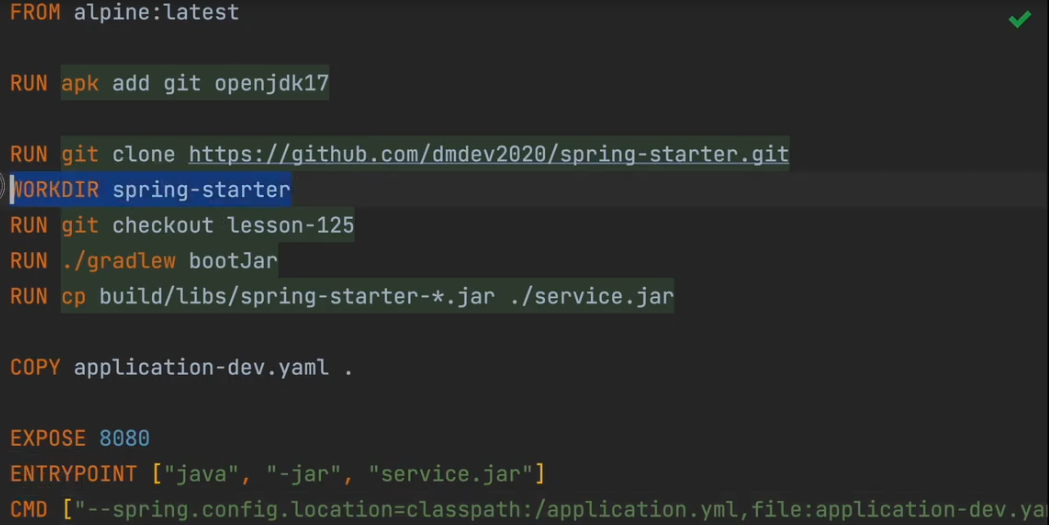 FROM alpine:latest
RUN apk add git openjdk17
RUN git clone https://github.com/dmdev2020/spring-starter.git
WORKDIR spring-starter
RUN git checkout lesson-125
RUN ./gradlew bootJar
RUN cp build/libs/spring-starter-*.jar ./service.jar
COPY application-dev.yaml .
EXPOSE 8080
ENTRYPOINT ["java", "-jar", "service.jar"]
CMD ["--spring.config.location=classpath:/application.yml,file:application-dev.ya